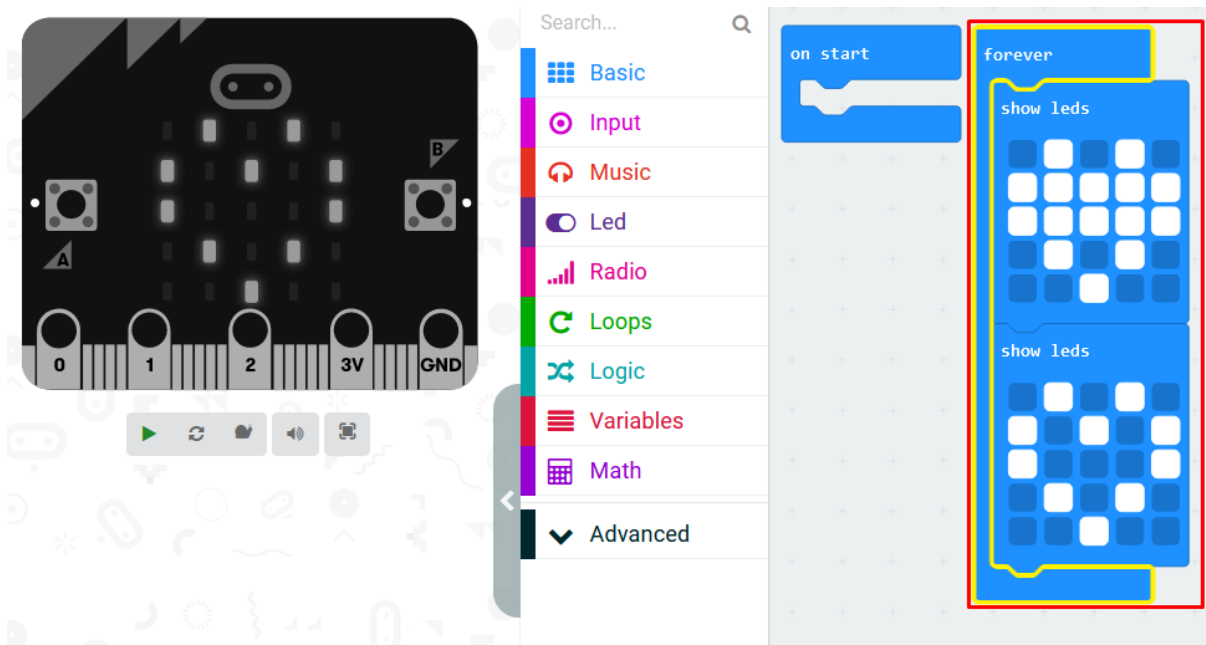 B
A
0
1
2
3V
GND
Search...
Basic
Input
Music
Led
Radio
Loops
Logic
Variables
Math
Advanced
on start
forever
show leds
show leds